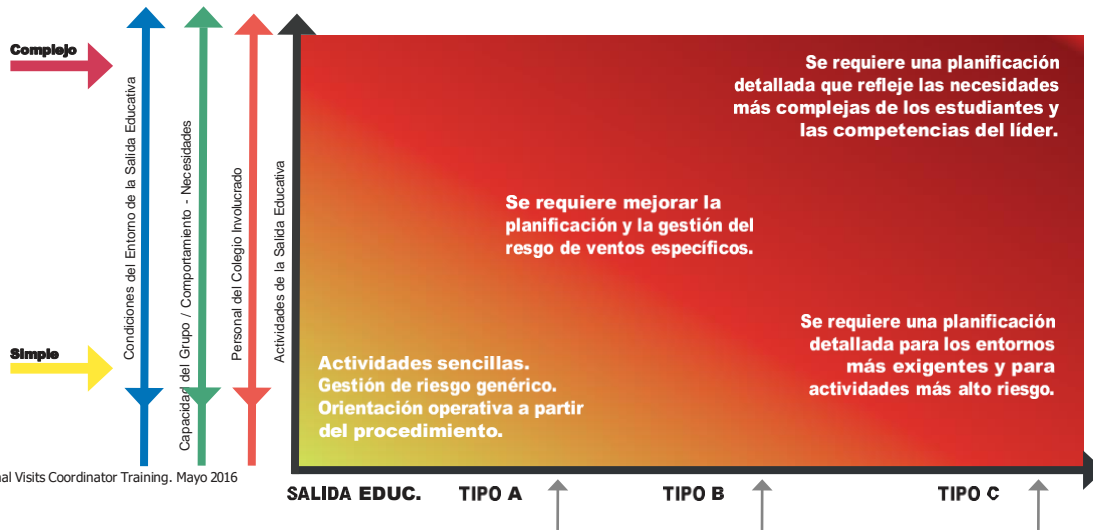 Complejo
Simple
Condiciones del Entorno de la Salida Educativa
Capacidad del Grupo / Comportamiento - Necesidades
Personal del Colegio Involucrado
Actividades de la Salida Educativa
Se requiere una planificación
detallada que refleje las necesidades
más complejas de los estudiantes y
las competencias del líder.
Se requiere mejorar la
planificación y la gestión del
resgo de ventos específicos.
Se requiere una planificación
detallada para los entornos
más exigentes y para
actividades más alto riesgo.
Actividades sencillas.
Gestión de riesgo genérico.
Orientación operativa a partir
del procedimiento.
nal Visits Coordinator Training. Mayo 2016
SALIDA EDUC. TIPO A TIPO B TIPO C